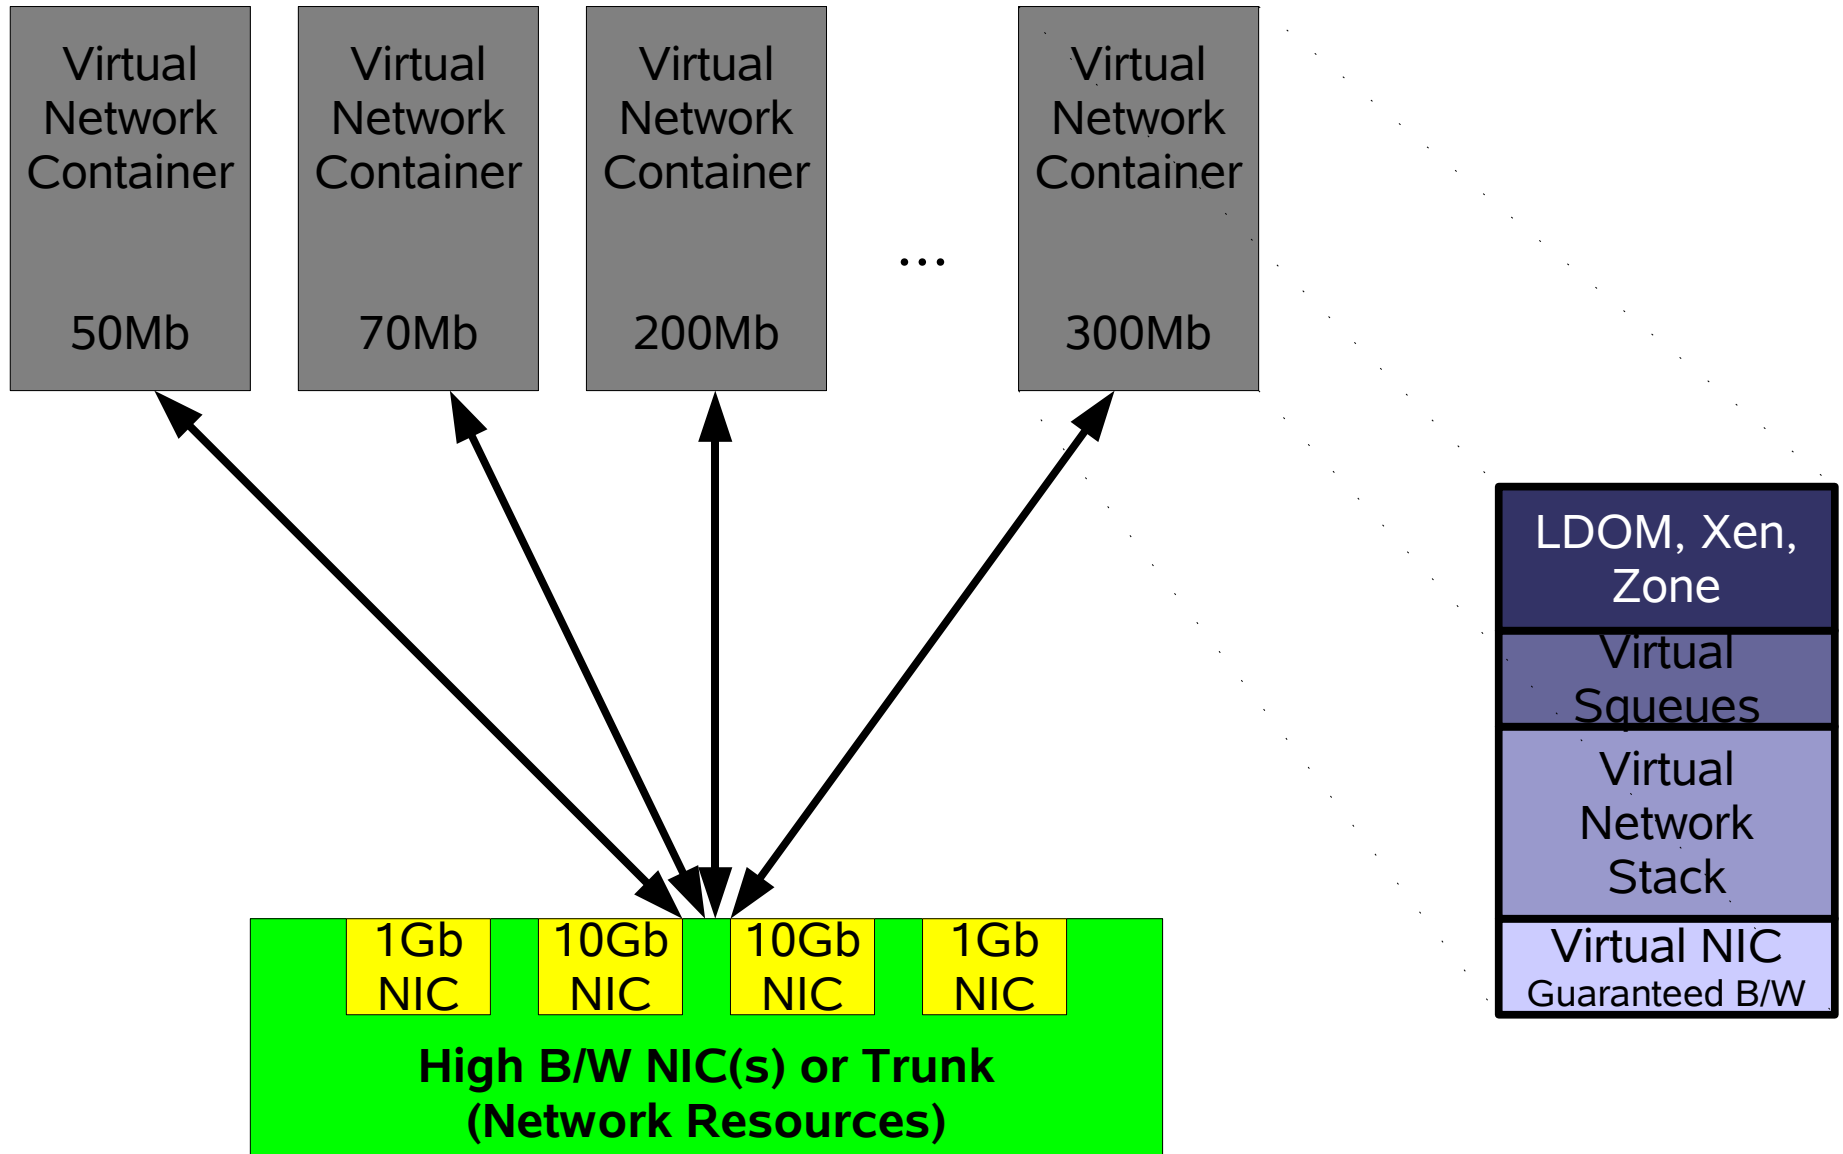 Virtual
Network
Container
50Mb
Virtual
Network
Container
70Mb
Virtual
Network
Container
200Mb
...
Virtual
Network
Container
300Mb
LDOM, Xen,
Zone
Virtual
Squeues
Virtual
Network
Stack
Virtual NIC
Guaranteed B/W
1Gb
NIC
10Gb
NIC
10Gb
NIC
1Gb
NIC
High B/W NIC(s) or Trunk
(Network Resources)